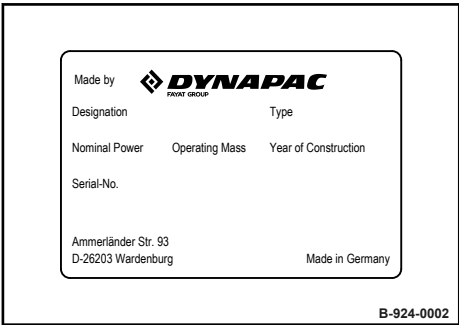 Made by DYNAPAC
FAYAT GROUP
Designation Type
Nominal Power Operating Mass Year of Construction
Serial-No.
Ammerländer Str. 93
D-26203 Wardenburg Made in Germany
B-924-0002